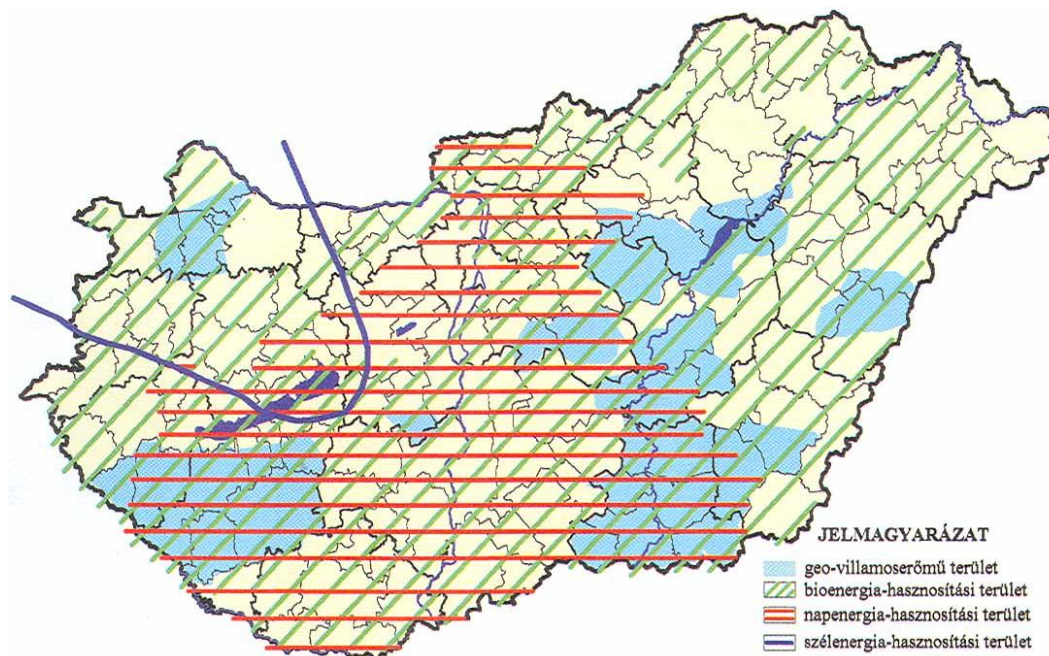 JELMAGYARÁZAT
geo-villamoserőmű terület
bioenergia-hasznosítási terület
napenergia-hasznosítási terület
szélenergia-hasznosítási terület